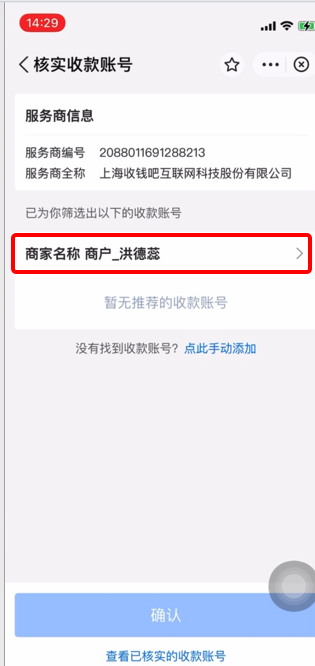 14:29
核实收款账号
服务商信息
服务商编号 2088011691288213
服务商全称 上海收钱吧互联网科技股份有限公司
已为你筛选出以下的收款账号
商家名称 商户_洪德蕊
暂无推荐的收款账号
没有找到收款账号？点此手动添加
确认
查看已核实的收款账号